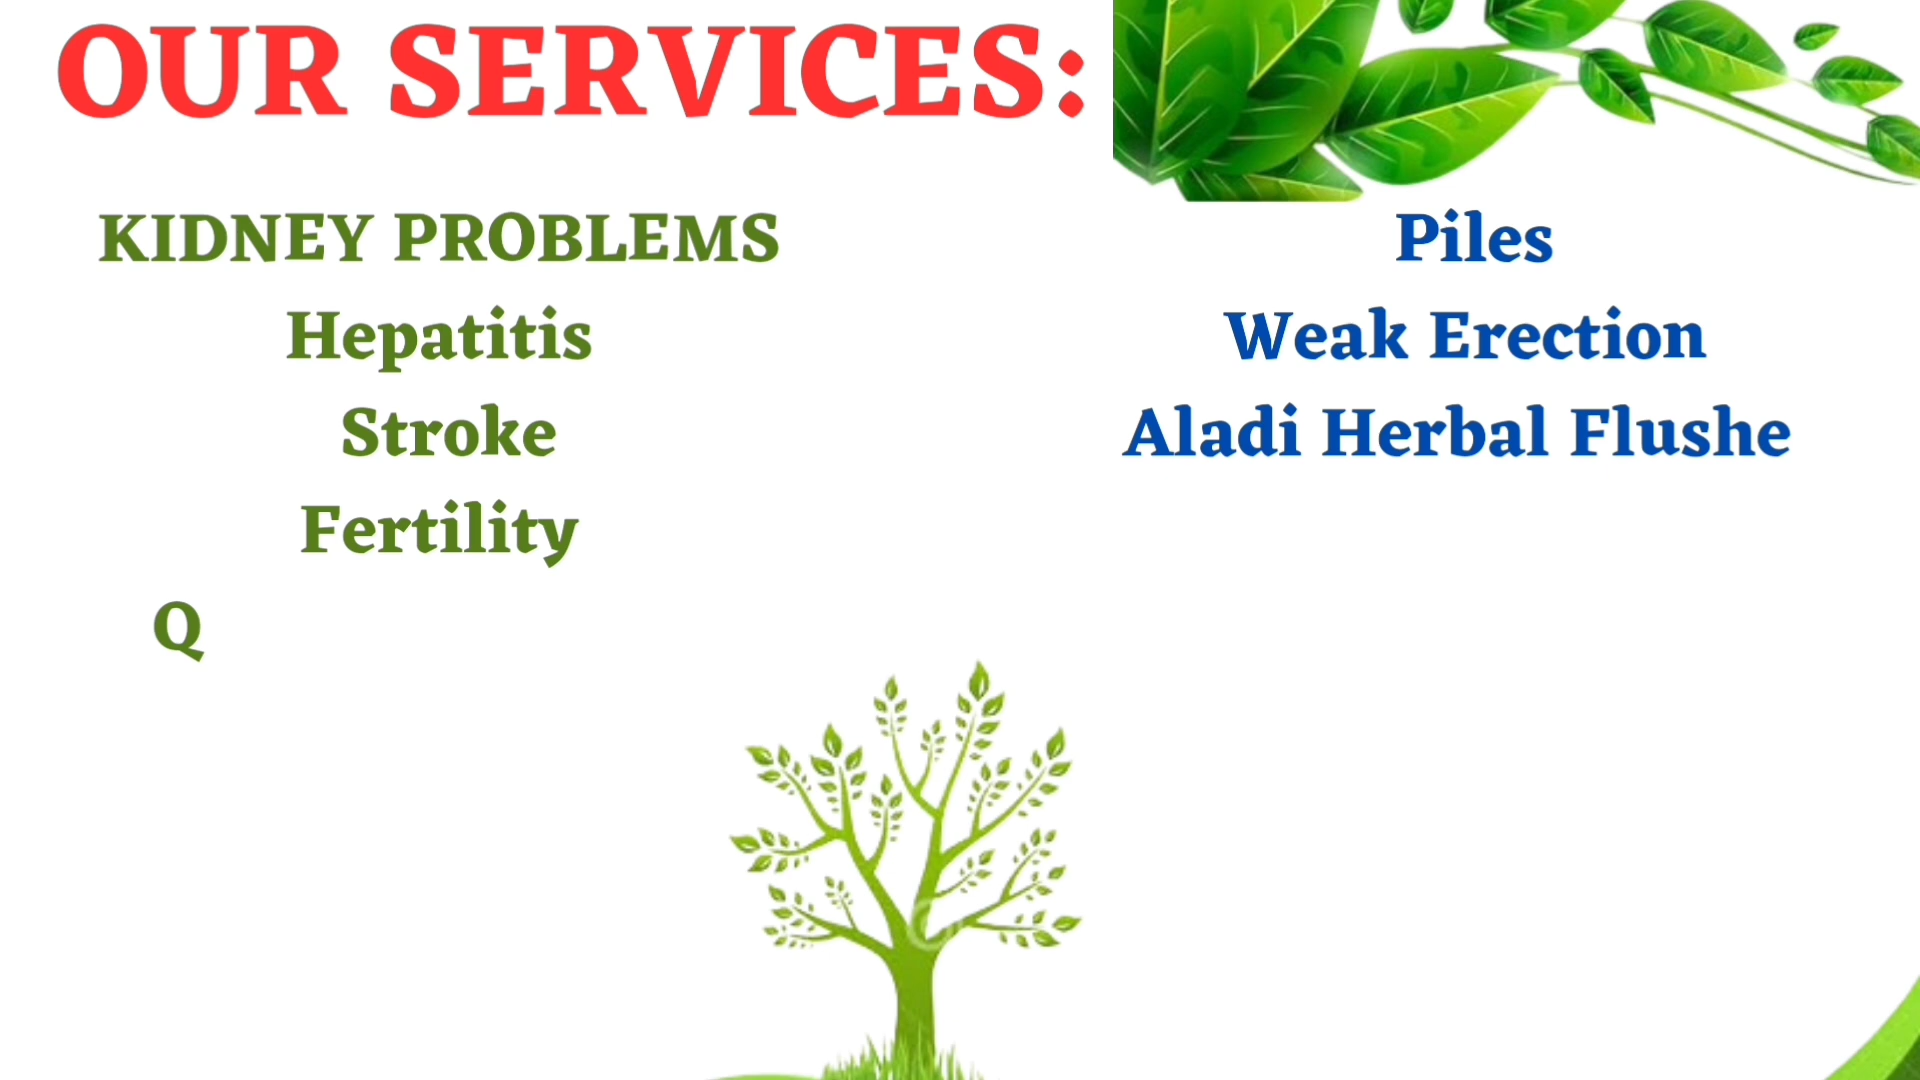 OUR SERVICES:
KIDNEY PROBLEMS
Hepatitis
Stroke
Fertility
Q
Piles
Weak Erection
Aladi Herbal Flushe